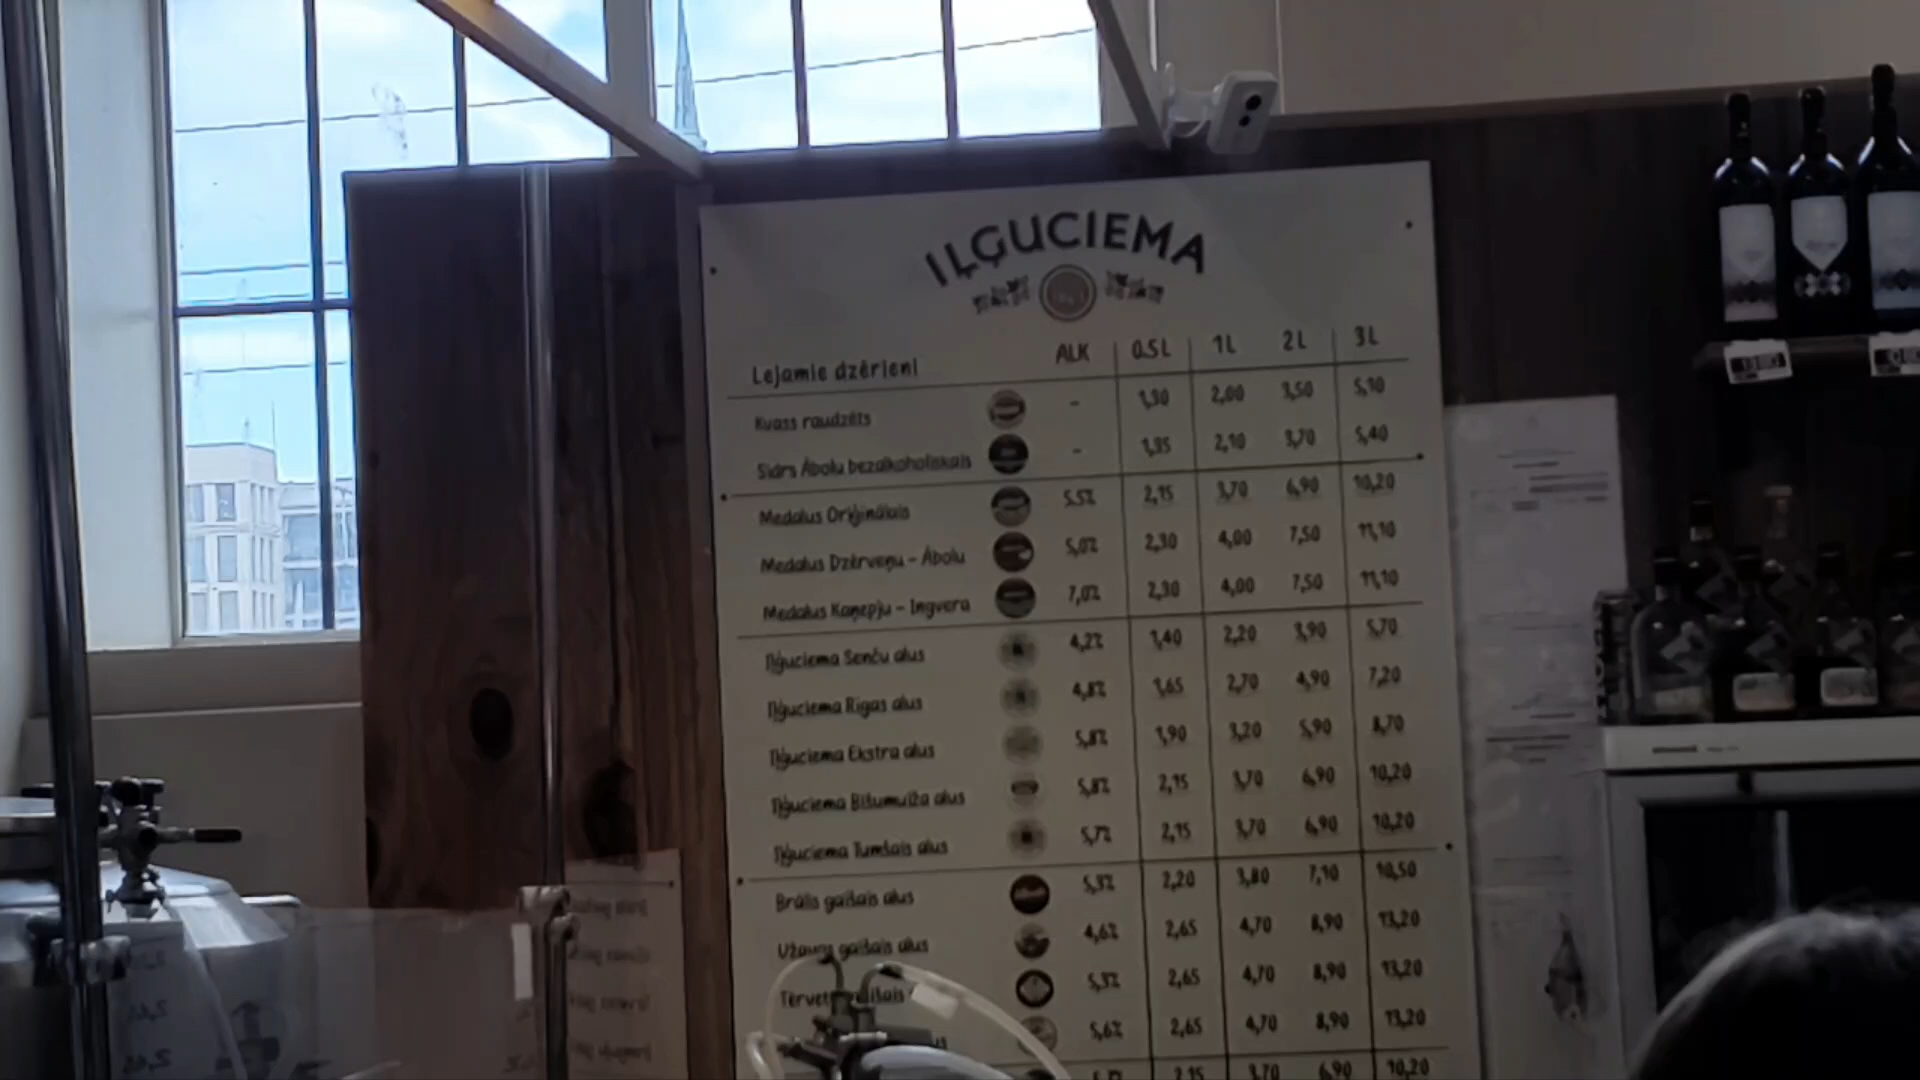 IĻĢUCIEMA
Lejamie dzērieni ALK 0.5L 1L 2L 3L
Kvass raudzēts - 1,30 2,00 3,50 5,10
Sidrs Ābolu bezalkoholiskais - 1,35 2,10 3,70 5,40
Medalus Oriģinālais 5.5% 2,15 3,70 6,90 10,20
Medalus Dzērveņu - Ābolu 5,0% 2,30 4,00 7,50 11,10
Medalus Kaņepju - Ingvera 7,0% 2,30 4,00 7,50 11,10
Iļģuciema Senču alus 4,2% 1,40 2,20 3,90 5,70
Iļģuciema Rīgas alus 4,8% 1,65 2,70 4,90 7,20
Iļģuciema Ekstra alus 5,8% 1,90 3,20 5,90 8,70
Iļģuciema Bišumuiža alus 5,8% 2,15 3,70 6,90 10,20
Iļģuciema Tumšais alus 5,7% 2,15 3,70 6,90 10,20
Brālis gaišais alus 5,3% 2,20 3,80 7,10 10,50
Užavas gaišais alus 4,6% 2,65 4,70 8,90 13,20
5,3% 2,65 4,70 8,90 13,20
5,6% 2,65 4,70 8,90 13,20
2,15 3,70 6,90 10,20